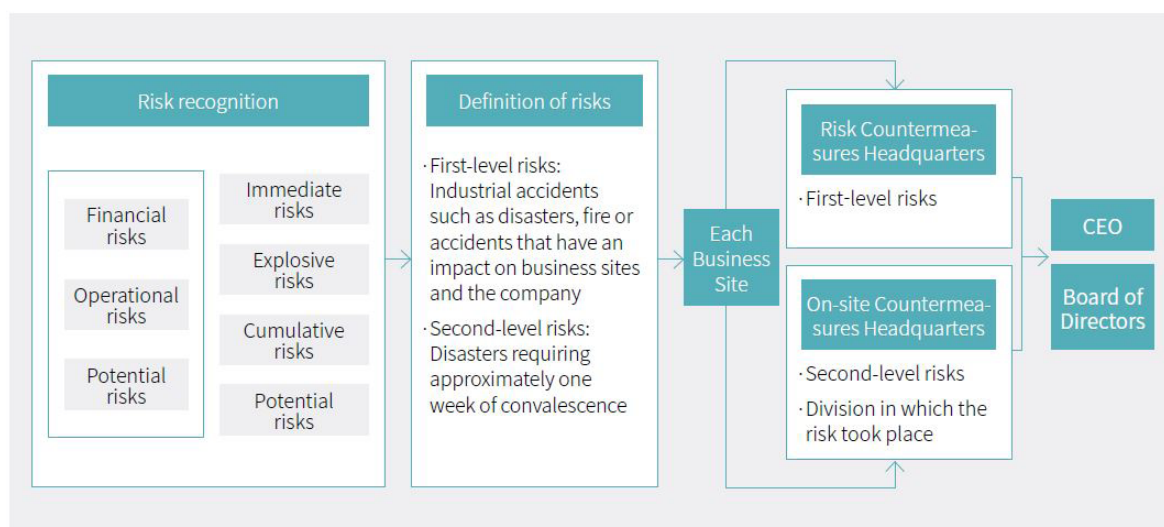 Risk recognition
Financial
risks
Operational
risks
Potential
risks
Immediate
risks
Explosive
risks
Cumulative
risks
Potential
risks
Definition of risks
· First-level risks:
Industrial accidents
such as disasters, fire or
accidents that have an
impact on business sites
and the company
· Second-level risks:
Disasters requiring
approximately one
week of convalescence
Each
Business
Site
Risk Countermea-
sures Headquarters
· First-level risks
On-site Countermea-
sures Headquarters
· Second-level risks
· Division in which the
risk took place
CEO
Board of
Directors